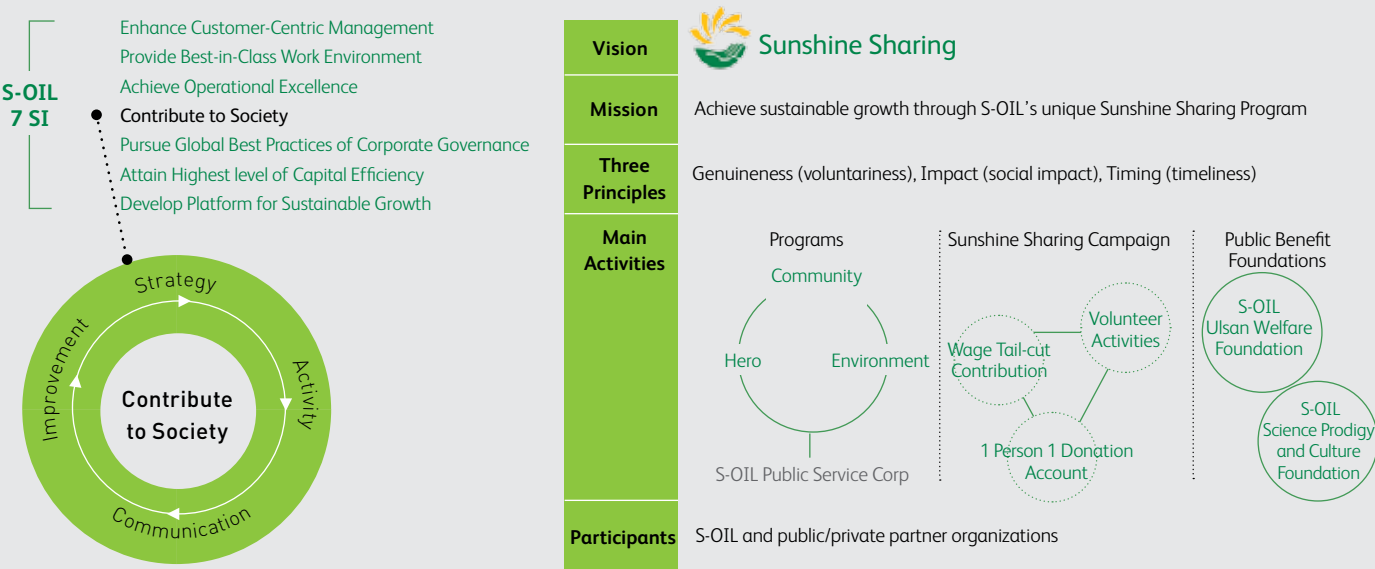 S-OIL
7 SI
Enhance Customer-Centric Management
Provide Best-in-Class Work Environment
Achieve Operational Excellence
Contribute to Society
Pursue Global Best Practices of Corporate Governance
Attain Highest level of Capital Efficiency
Develop Platform for Sustainable Growth
Strategy
Activity
Communication
Improvement
Contribute
to Society
Vision
Sunshine Sharing
Mission
Achieve sustainable growth through S-OIL's unique Sunshine Sharing Program
Three
Principles
Genuineness (voluntariness), Impact (social impact), Timing (timeliness)
Main
Activities
Programs
Community
Hero
Environment
S-OIL Public Service Corp
Sunshine Sharing Campaign
Volunteer
Activities
Wage Tail-cut
Contribution
1 Person 1 Donation
Account
Public Benefit
Foundations
S-OIL
Ulsan Welfare
Foundation
S-OIL
Science Prodigy
and Culture
Foundation
Participants
S-OIL and public/private partner organizations